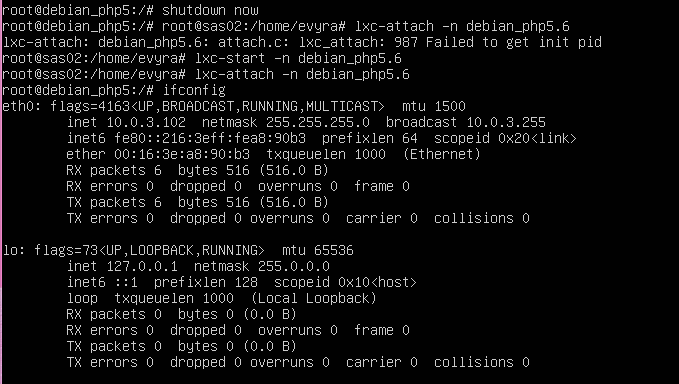 root@debian_php5:/# shutdown now
root@debian_php5:/# root@sas02:/home/evyra# lxc-attach -n debian_php5.6
lxc-attach: debian_php5.6: attach.c: lxc_attach: 987 Failed to get init pid
root@sas02:/home/evyra# lxc-start -n debian_php5.6
root@sas02:/home/evyra# lxc-attach -n debian_php5.6
root@debian_php5:/# ifconfig
eth0: flags=4163<UP,BROADCAST,RUNNING,MULTICAST>  mtu 1500
        inet 10.0.3.102  netmask 255.255.255.0  broadcast 10.0.3.255
        inet6 fe80::216:3eff:fea8:90b3  prefixlen 64  scopeid 0x20<link>
        ether 00:16:3e:a8:90:b3  txqueuelen 1000  (Ethernet)
        RX packets 6  bytes 516 (516.0 B)
        RX errors 0  dropped 0  overruns 0  frame 0
        TX packets 6  bytes 516 (516.0 B)
        TX errors 0  dropped 0 overruns 0  carrier 0  collisions 0

lo: flags=73<UP,LOOPBACK,RUNNING>  mtu 65536
        inet 127.0.0.1  netmask 255.0.0.0
        inet6 ::1  prefixlen 128  scopeid 0x10<host>
        loop  txqueuelen 1000  (Local Loopback)
        RX packets 0  bytes 0 (0.0 B)
        RX errors 0  dropped 0  overruns 0  frame 0
        TX packets 0  bytes 0 (0.0 B)
        TX errors 0  dropped 0 overruns 0  carrier 0  collisions 0